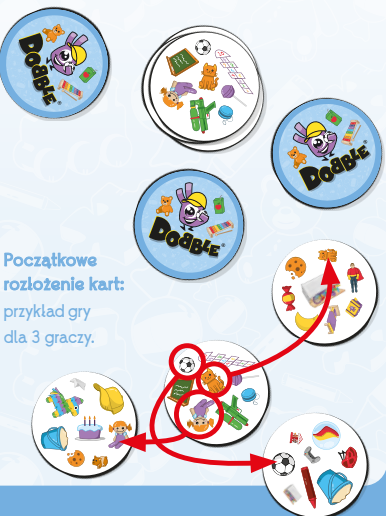 DOBBLE
DOBBLE
DOBBLE
Początkowe
rozłożenie kart:
przykład gry
dla 3 graczy.